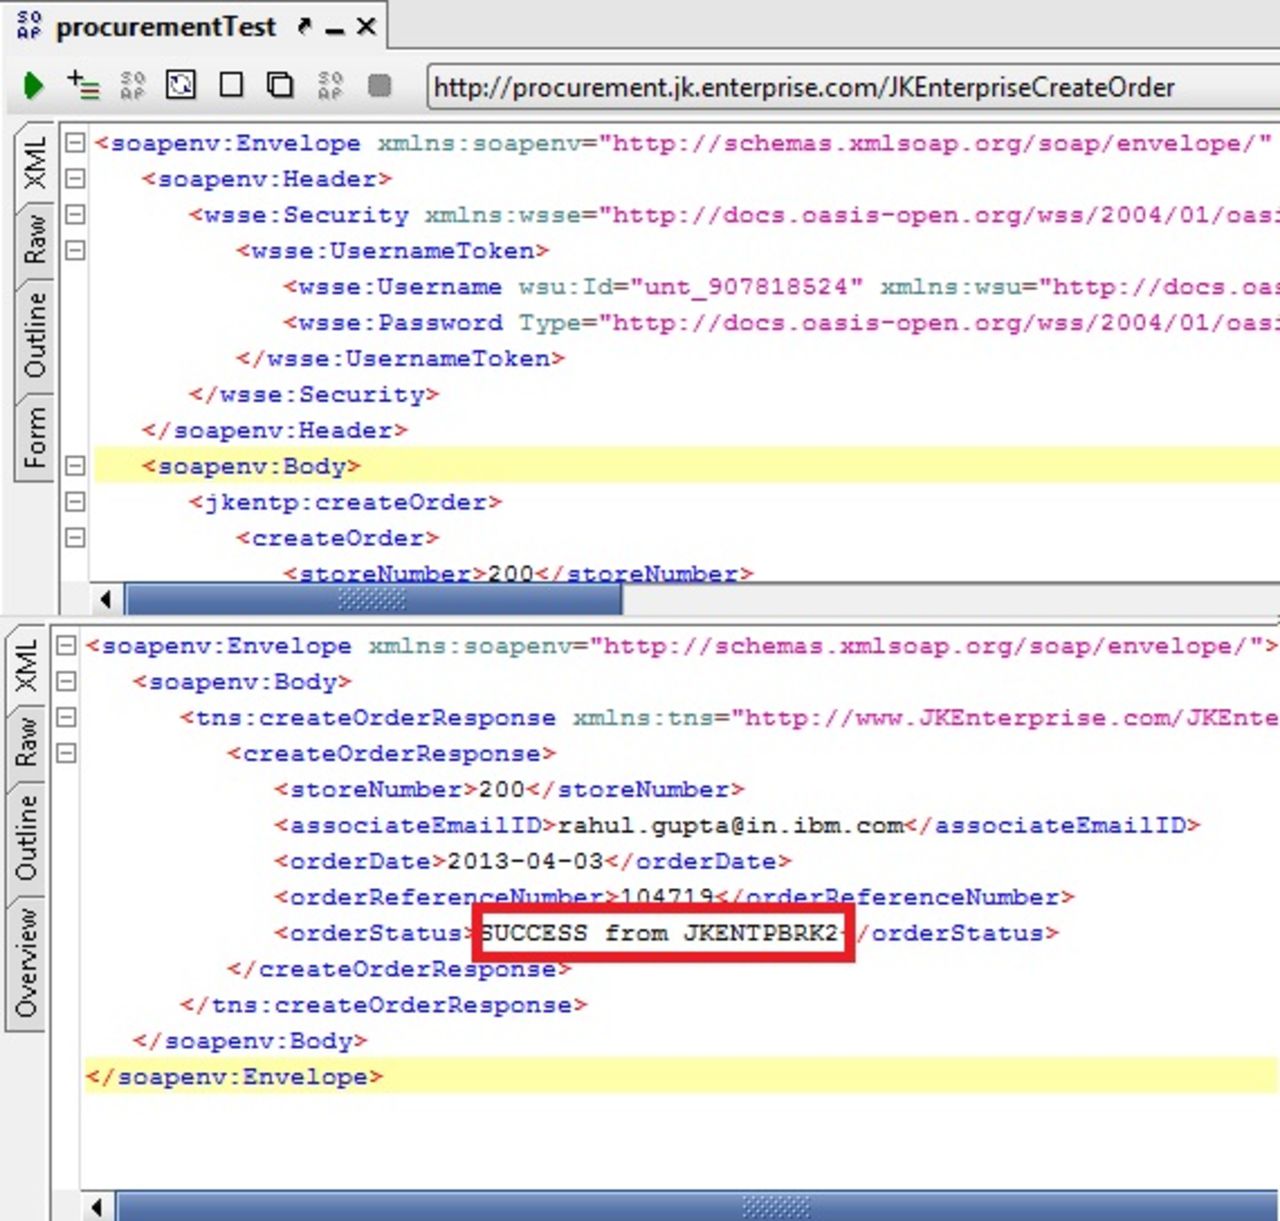 SO
AP procurementTest
http://procurement.jk.enterprise.com/JKEnterpriseCreateOrder
XML
Raw
Outline
Form
<soapenv:Envelope xmlns:soapenv="http://schemas.xmlsoap.org/soap/envelope/"
<soapenv:Header>
<wsse:Security xmlns:wsse="http://docs.oasis-open.org/wss/2004/01/oasi
<wsse:UsernameToken>
<wsse:Username wsu:Id="unt_907818524" xmlns:wsu="http://docs.oas
<wsse:Password Type="http://docs.oasis-open.org/wss/2004/01/oasi
</wsse:UsernameToken>
</wsse:Security>
</soapenv:Header>
<soapenv:Body>
<jkentp:createOrder>
<createOrder>
<storeNumber>200</storeNumber>
XML
Raw
Outline
Overview
<soapenv:Envelope xmlns:soapenv="http://schemas.xmlsoap.org/soap/envelope/">
<soapenv:Body>
<tns:createOrderResponse xmlns:tns="http://www.JKEnterprise.com/JKEnte
<createOrderResponse>
<storeNumber>200</storeNumber>
<associateEmailID>rahul.gupta@in.ibm.com</associateEmailID>
<orderDate>2013-04-03</orderDate>
<orderReferenceNumber>104719</orderReferenceNumber>
<orderStatus>SUCCESS from JKENTPBRK2</orderStatus>
</createOrderResponse>
</tns:createOrderResponse>
</soapenv:Body>
</soapenv:Envelope>